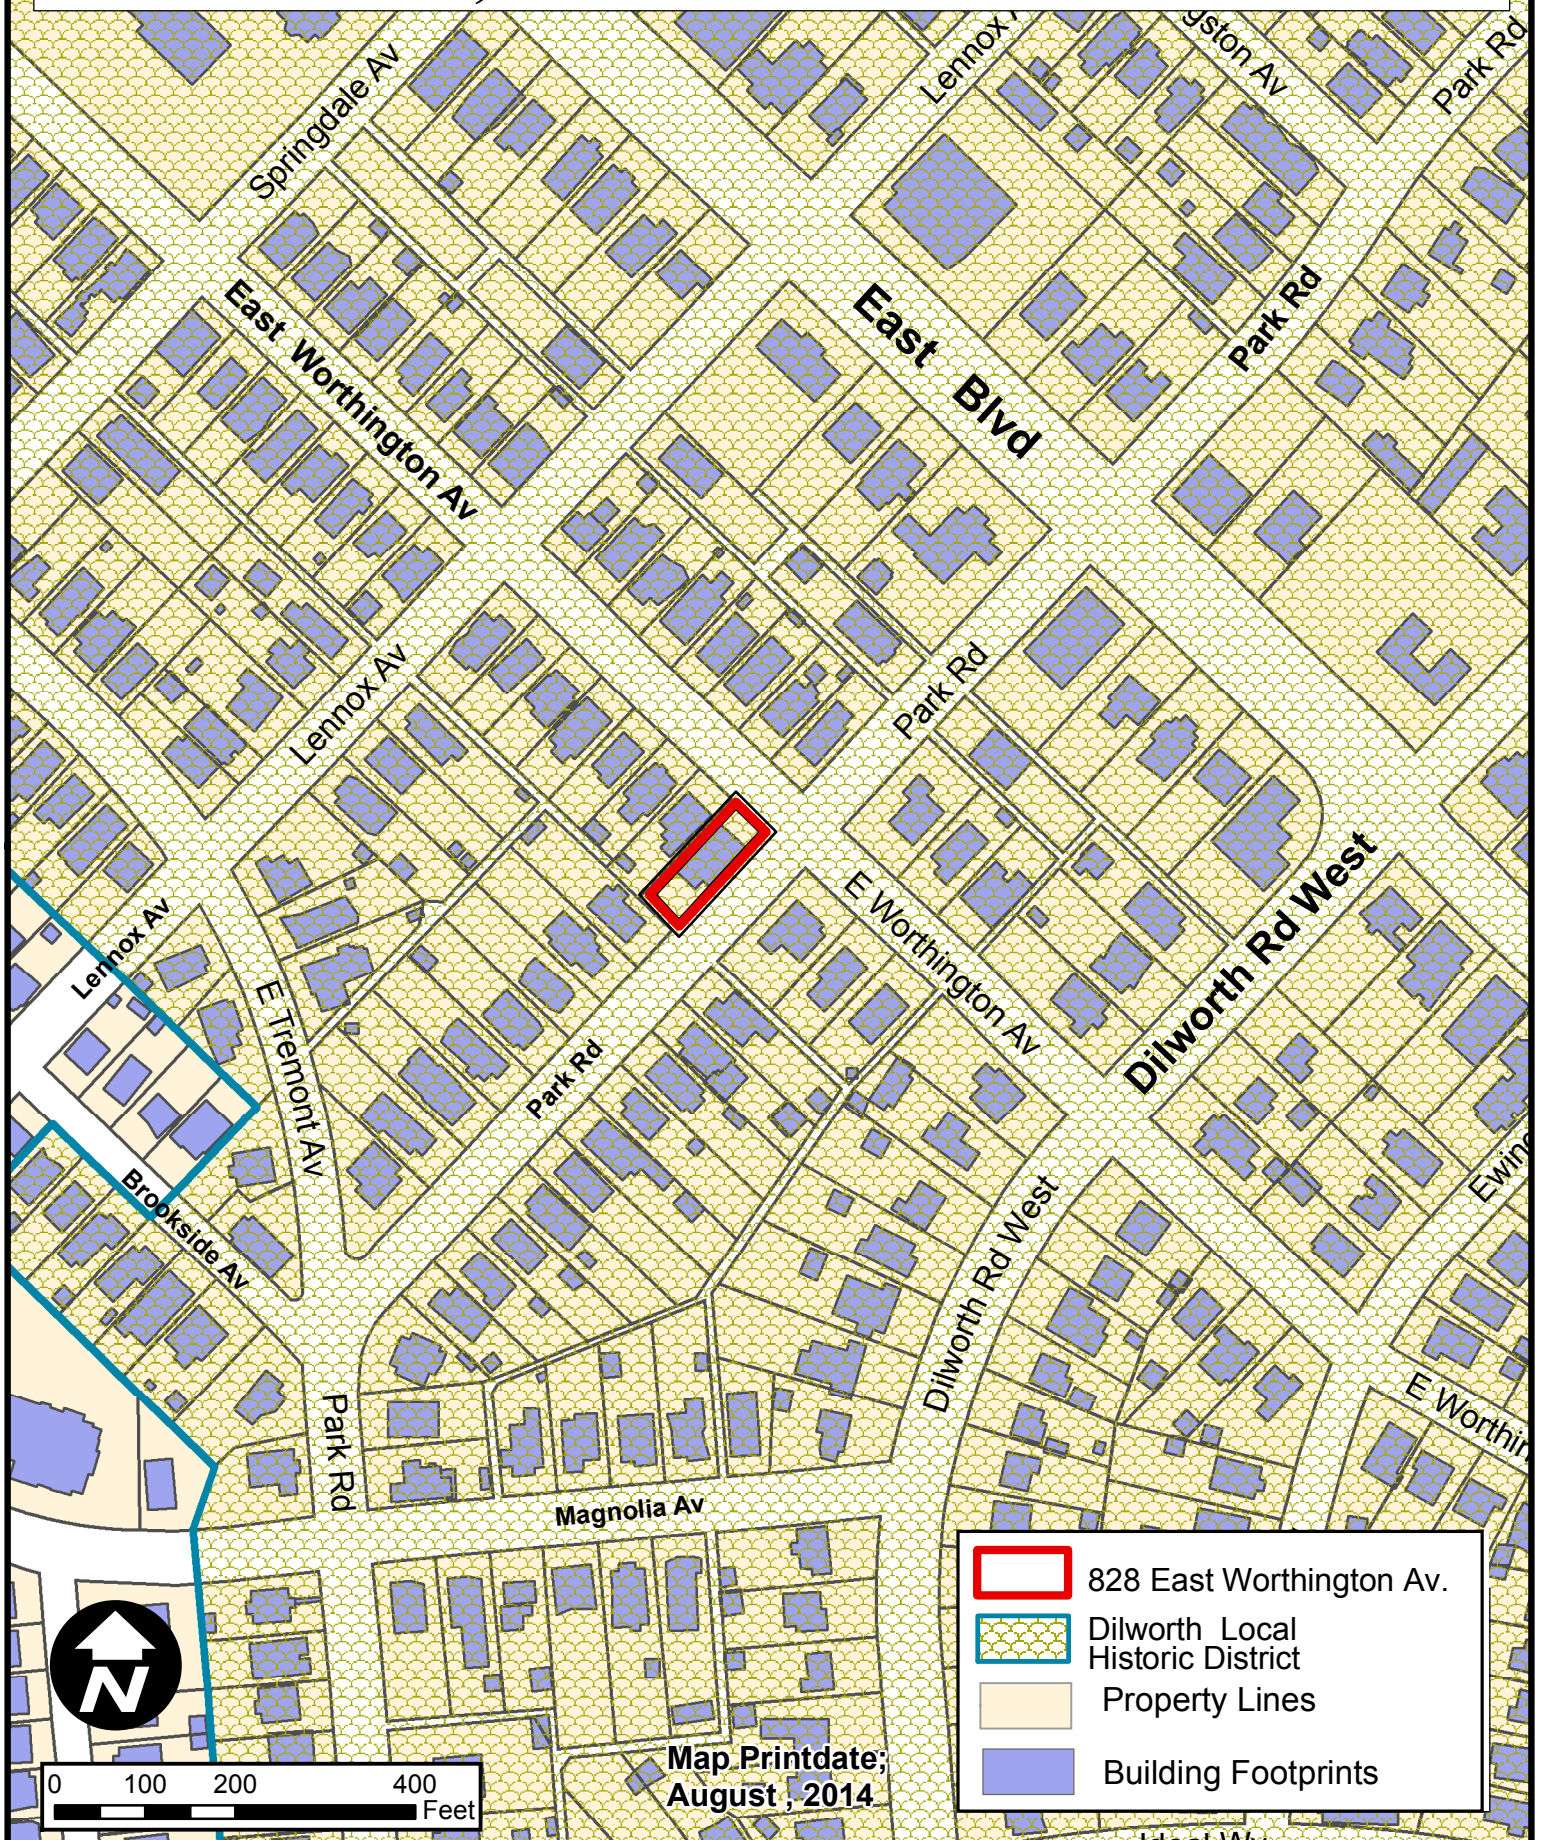 Springdale Av
Lennox
gston Av
Park Rd
East Worthington Av
East Blvd
Park Rd
Lennox Av
Park Rd
E Worthington Av
Dilworth Rd West
Lennox Av
E Tremont Av
Park Rd
Brookside Av
Dilworth Rd West
Park Rd
Magnolia Av
E Worthin
828 East Worthington Av.
Dilworth Local
Historic District
Property Lines
Building Footprints
N
0 100 200 400
Feet
Map Printdate;
August , 2014